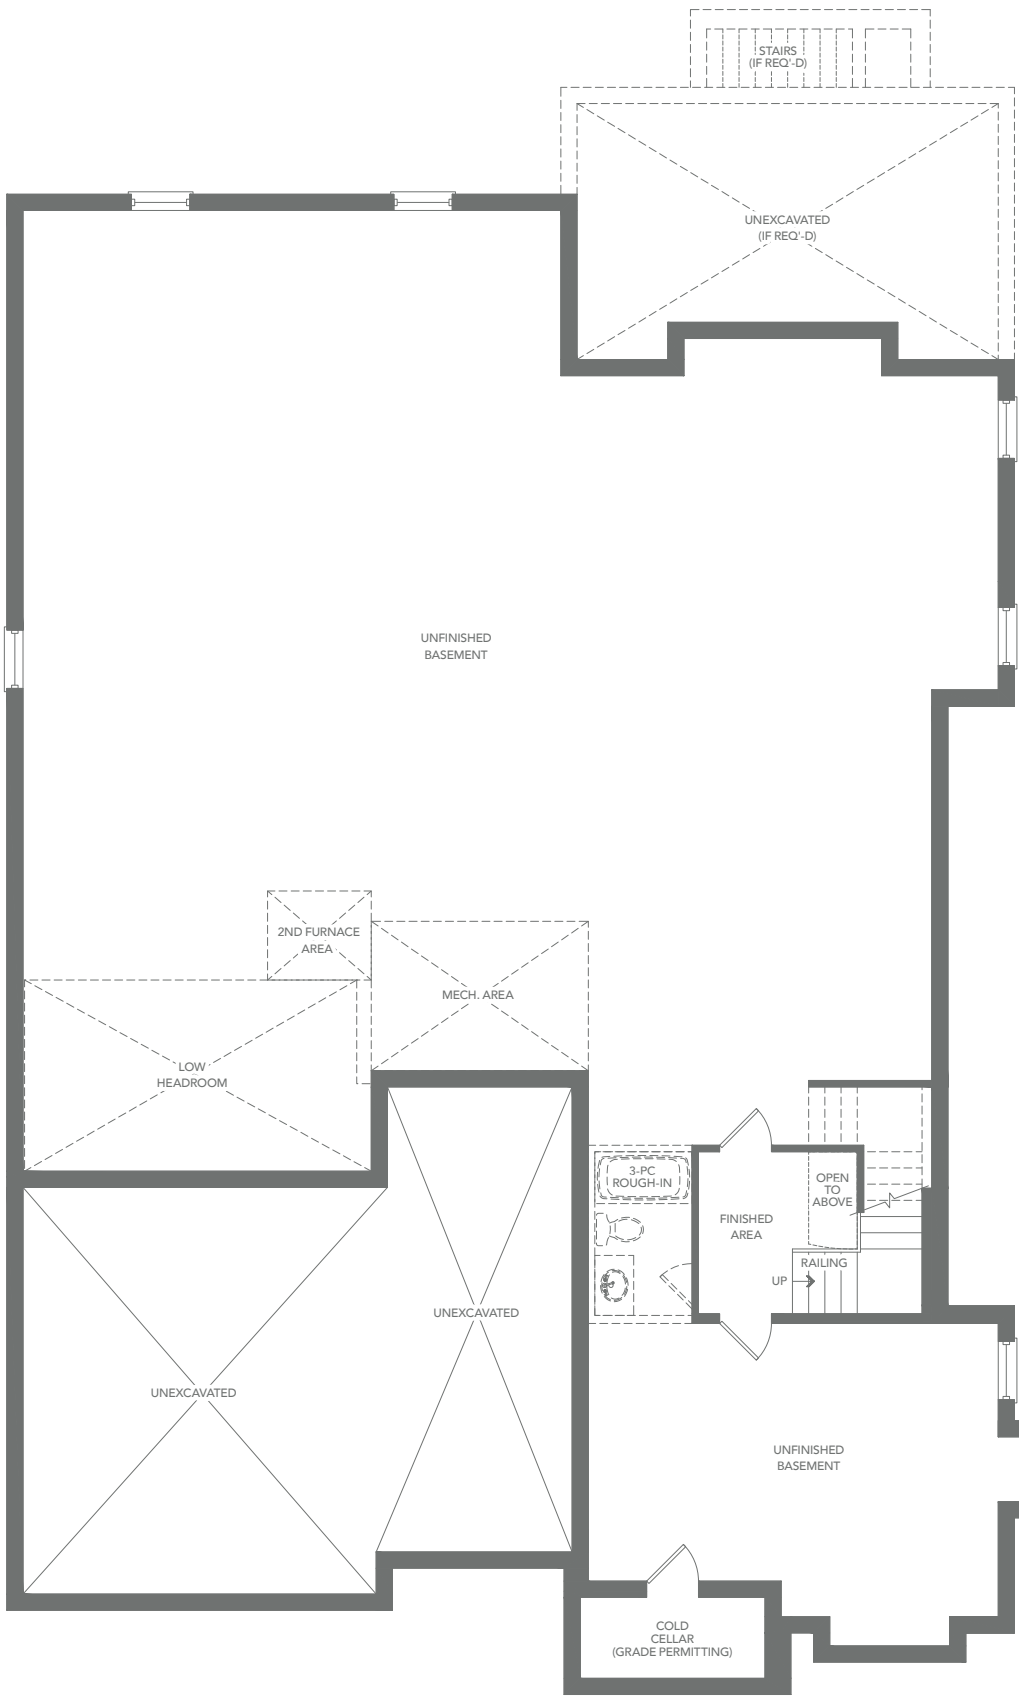 STAIRS
(IF REQ'-D)
UNEXCAVATED
(IF REQ'-D)
UNFINISHED
BASEMENT
2ND FURNACE
AREA
MECH. AREA
LOW
HEADROOM
3-PC
ROUGH-IN
OPEN
TO
ABOVE
FINISHED
AREA
RAILING
UP
UNEXCAVATED
UNEXCAVATED
UNFINISHED
BASEMENT
COLD
CELLAR
(GRADE PERMITTING)